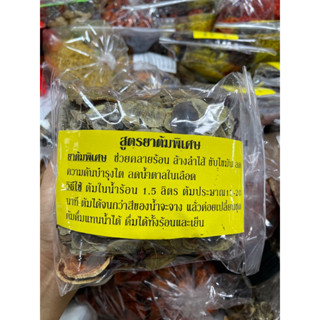 สูตรยาต้มพิเศษ
ยาต้มพิเศษ ช่วยคลายร้อน ล้างลำไส้ ขับไขมัน ลด
ความดันบำรุงไต ลดน้ำตาลในเลือด
วิธีใช้ ต้มในน้ำร้อน 1.5 ลิตร ต้มประมาณ
นาที ต้มได้จนกว่าสีของน้ำจะจาง แล้วค่อยเปลี่ยนชุด
ต้มดื่มแทนน้ำได้ ดื่มได้ทั้งร้อนและเย็น